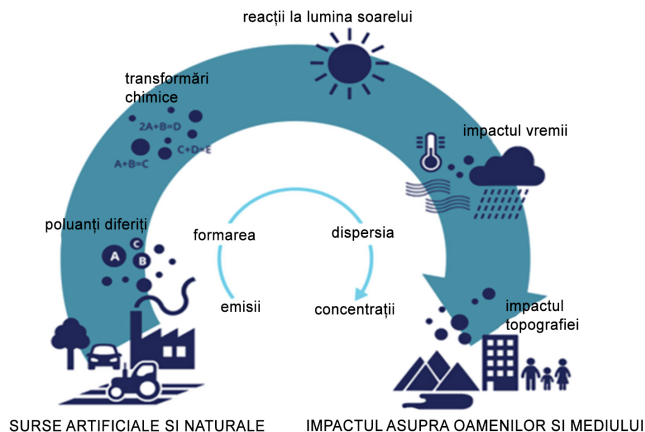 reacții la lumina soarelui
transformări
chimice
2A+B=D
C+D=E
A+B=C
impactul vremii
poluanți diferiți
A
C
B
formarea
dispersia
emisii
concentrații
impactul
topografiei
SURSE ARTIFICIALE SI NATURALE
IMPACTUL ASUPRA OAMENILOR SI MEDIULUI